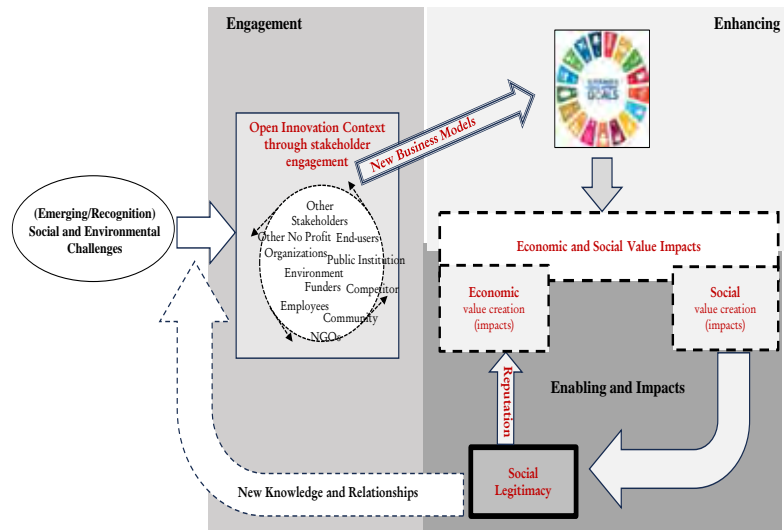 Engagement
Enhancing
Open Innovation Context
through stakeholder
engagement
New Business Models
GOALS
(Emerging/Recognition)
Social and Environmental
Challenges
Other
Stakeholders
Other No Profit
End-users
Organizations
Public Institution
Environment
Funders
Competitor
Employees
Community
NGOs
Economic and Social Value Impacts
Economic
value creation
(impacts)
Social
value creation
(impacts)
Reputation
Enabling and Impacts
Social
Legitimacy
New Knowledge and Relationships